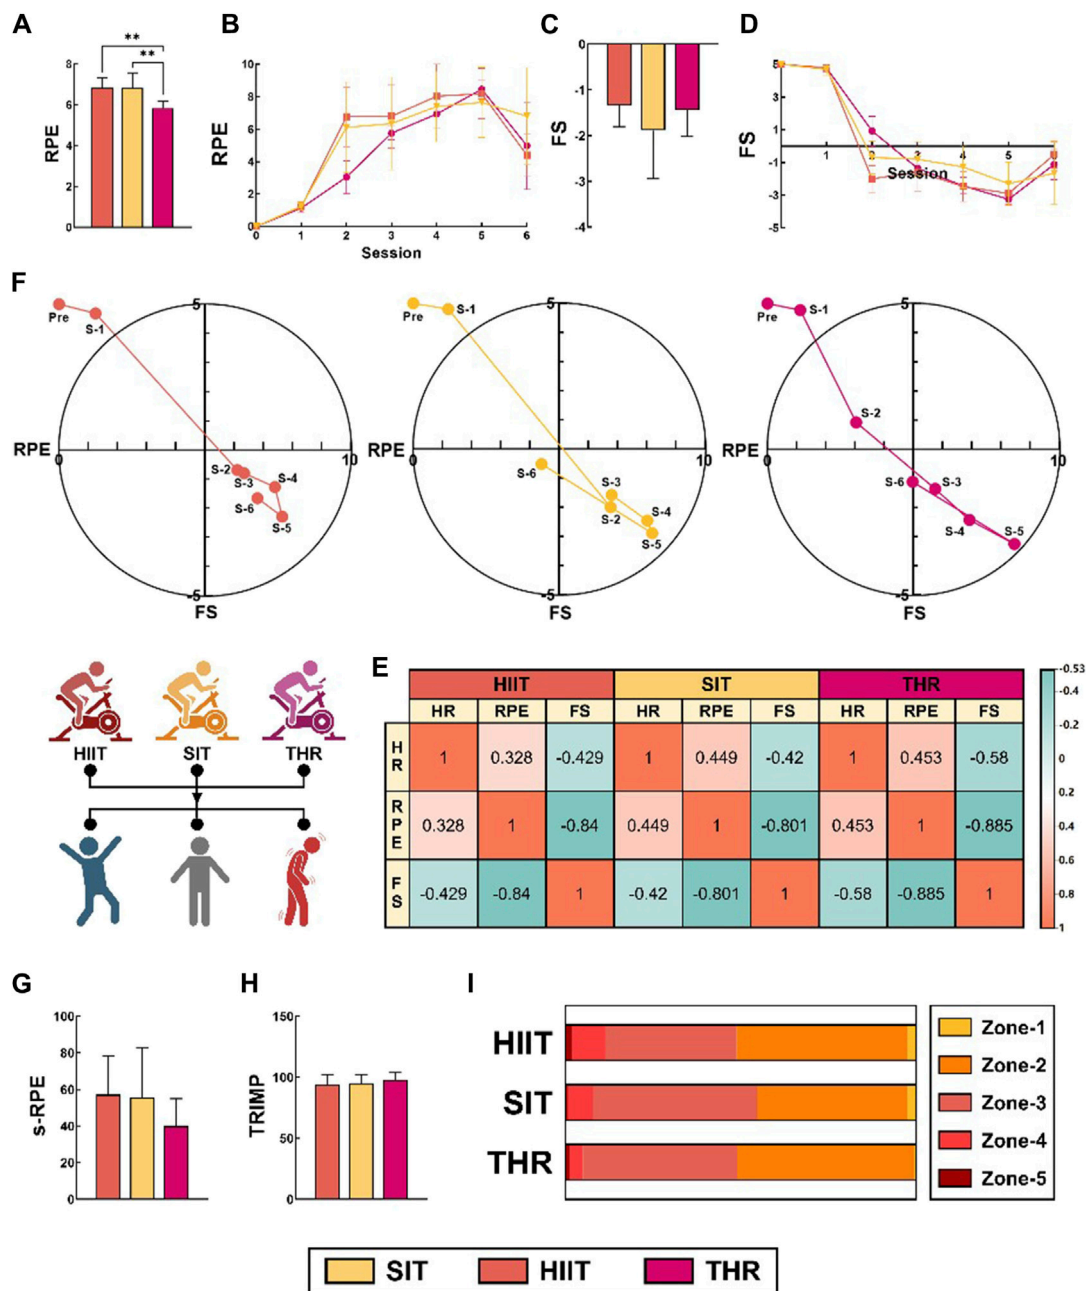 A
B
C
D
**
**
8
6
4
2
0
RPE
10
8
6
4
2
0
RPE
0 1 2 3 4 5 6
Session
-0
-1
-2
-3
-4
FS
5
3
1
-1
-3
-5
FS
1 2 3 4 5
Session
F
5
Pre
S-1
RPE
0
10
S-2
S-3
S-4
S-6
S-5
-5
FS
5
Pre
S-1
RPE
0
10
S-6
S-3
S-2
S-4
S-5
-5
FS
5
Pre
S-1
S-2
RPE
0
10
S-6
S-3
S-4
S-5
-5
FS
HIIT SIT THR
E
HIIT SIT THR
HR RPE FS HR RPE FS HR RPE FS
HR 1 0.328 -0.429 1 0.449 -0.42 1 0.453 -0.58
RPE 0.328 1 -0.84 0.449 1 -0.801 0.453 1 -0.885
FS -0.429 -0.84 1 -0.42 -0.801 1 -0.58 -0.885 1
-0.53
-0.4
-0.2
0
0.2
0.4
0.6
0.8
1
G
100
80
60
40
20
0
s-RPE
H
150
100
50
0
TRIMP
I
HIIT
SIT
THR
Zone-1
Zone-2
Zone-3
Zone-4
Zone-5
SIT HIIT THR